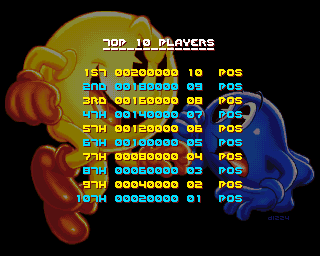 TOP 10 PLAYERS
1ST 00200000 10 POS
2ND 00180000 09 POS
3RD 00160000 08 POS
4TH 00140000 07 POS
5TH 00120000 06 POS
6TH 00100000 05 POS
7TH 00080000 04 POS
8TH 00060000 03 POS
9TH 00040000 02 POS
10TH 00020000 01 POS